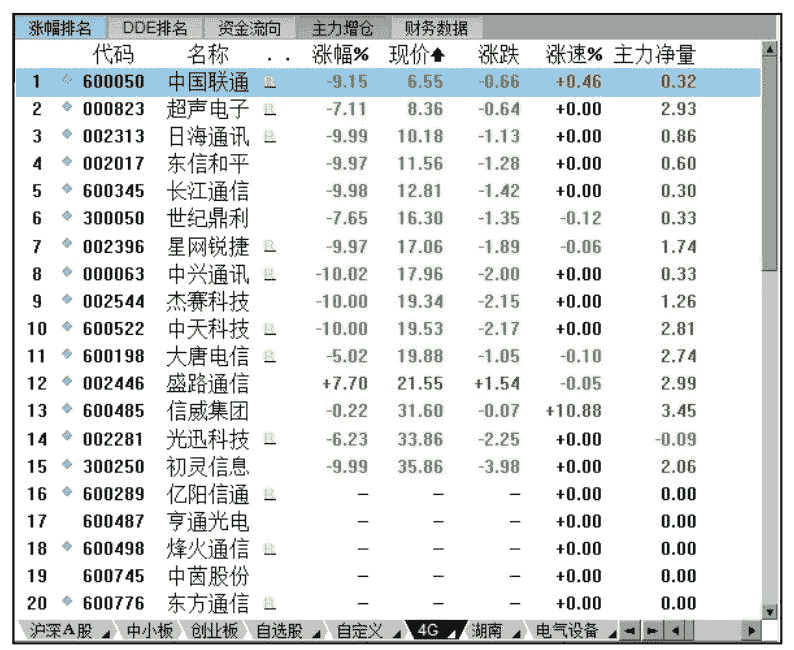 涨幅排名 DDE排名 资金流向 主力增仓 财务数据
代码 名称 .. 涨幅% 现价↑ 涨跌 涨速% 主力净量
1 600050 中国联通 R -9.15 6.55 -0.66 +0.46 0.32
2 000823 超声电子 R -7.11 8.36 -0.64 +0.00 2.93
3 002313 日海通讯 R -9.99 10.18 -1.13 +0.00 0.86
4 002017 东信和平 -9.97 11.56 -1.28 +0.00 0.60
5 600345 长江通信 -9.98 12.81 -1.42 +0.00 0.30
6 300050 世纪鼎利 -7.65 16.30 -1.35 -0.12 0.33
7 002396 星网锐捷 R -9.97 17.06 -1.89 -0.06 1.74
8 000063 中兴通讯 R -10.02 17.96 -2.00 +0.00 0.33
9 002544 杰赛科技 -10.00 19.34 -2.15 +0.00 1.26
10 600522 中天科技 R -10.00 19.53 -2.17 +0.00 2.81
11 600198 大唐电信 R -5.02 19.88 -1.05 -0.10 2.74
12 002446 盛路通信 +7.70 21.55 +1.54 -0.05 2.99
13 600485 信威集团 -0.22 31.60 -0.07 +10.88 3.45
14 002281 光迅科技 R -6.23 33.86 -2.25 +0.00 -0.09
15 300250 初灵信息 -9.99 35.86 -3.98 +0.00 2.06
16 600289 亿阳信通 R — — — +0.00 0.00
17 600487 亨通光电 — — — +0.00 0.00
18 600498 烽火通信 R — — — +0.00 0.00
19 600745 中茵股份 — — — +0.00 0.00
20 600776 东方通信 R — — — +0.00 0.00
沪深A股 中小板 创业板 自选股 自定义 4G 湖南 电气设备